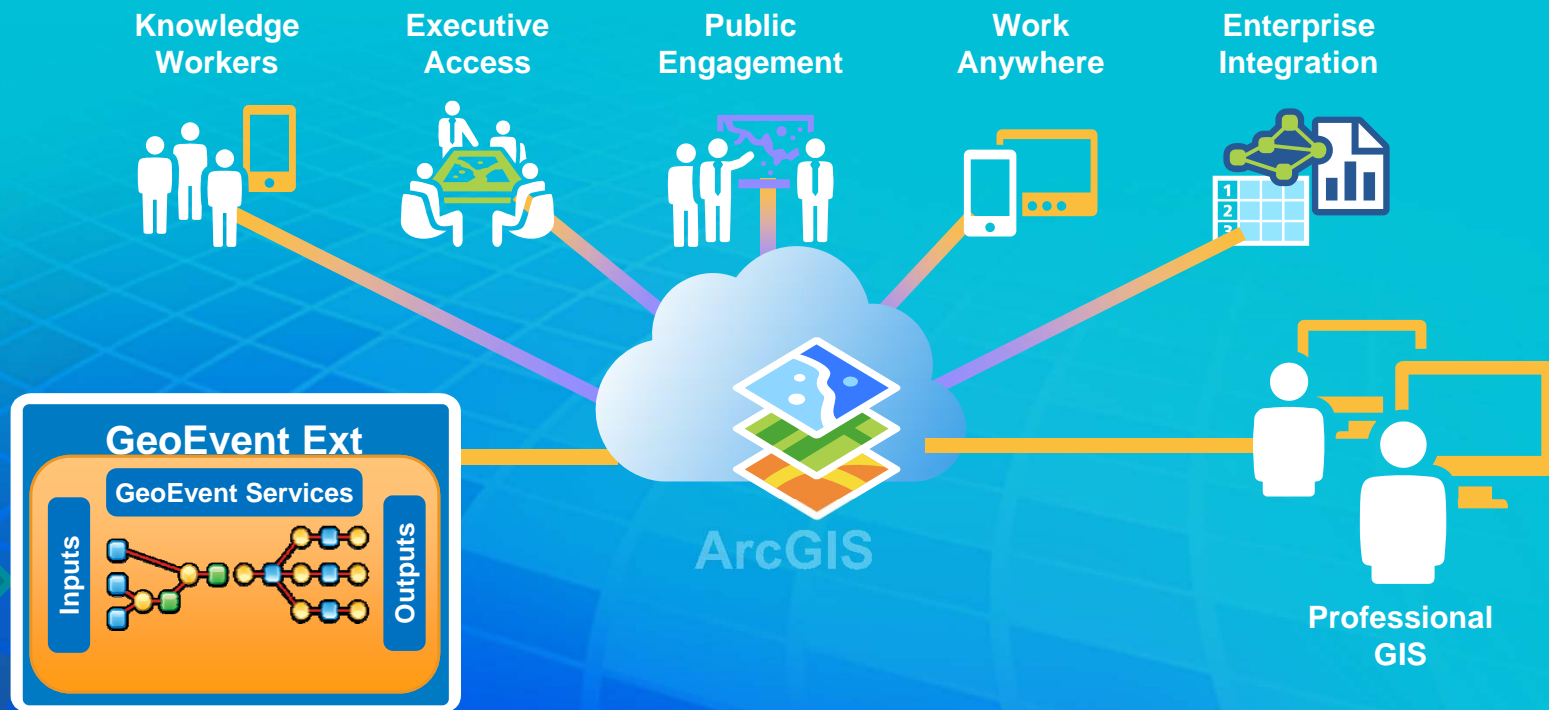 Knowledge
Workers
Executive
Access
Public
Engagement
Work
Anywhere
Enterprise
Integration
1
2
3
GeoEvent Ext
GeoEvent Services
Inputs
Outputs
ArcGIS
Professional
GIS